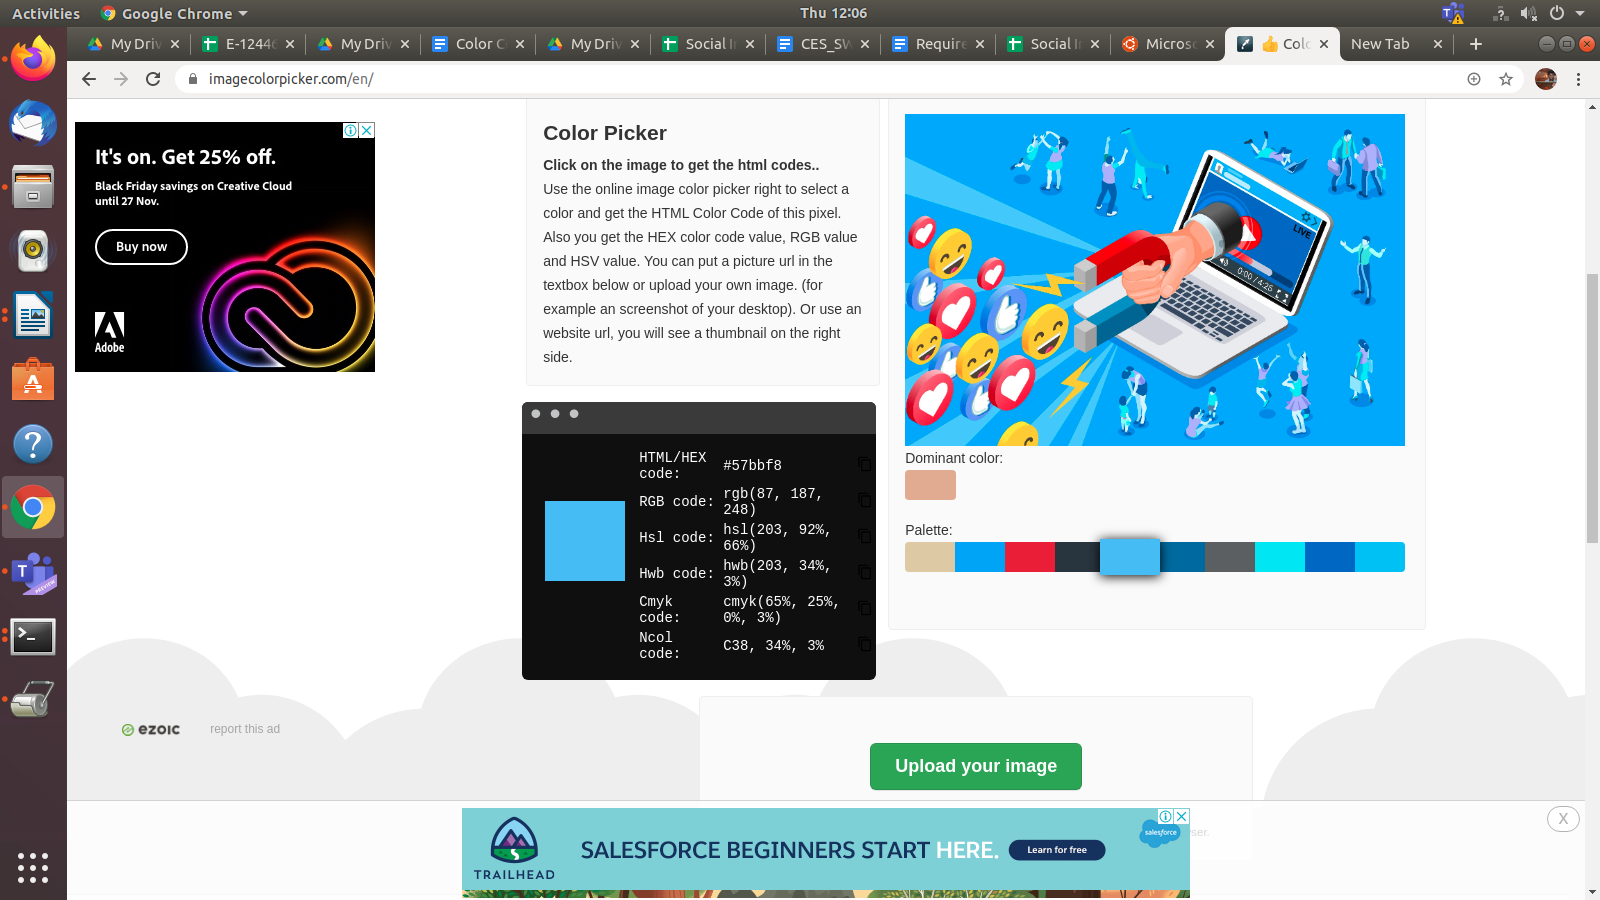 Activities
Google Chrome
Thu 12:06
My Driv
E-1244
My Driv
Color C
My Driv
Social I
CES_SW
Require
Social I
Micros
Colo
New Tab
imagecolorpicker.com/en/
It's on. Get 25% off.
Black Friday savings on Creative Cloud
until 27 Nov.
Buy now
Adobe
Color Picker
Click on the image to get the html codes..
Use the online image color picker right to select a
color and get the HTML Color Code of this pixel.
Also you get the HEX color code value, RGB value
and HSV value. You can put a picture url in the
textbox below or upload your own image. (for
example an screenshot of your desktop). Or use an
website url, you will see a thumbnail on the right
side.
LIVE
0:00 / 4:25
HTML/HEX code: #57bbf8
RGB code: rgb(87, 187, 248)
Hsl code: hsl(203, 92%, 66%)
Hwb code: hwb(203, 34%, 3%)
Cmyk code: cmyk(65%, 25%, 0%, 3%)
Ncol code: C38, 34%, 3%
Dominant color:
Palette:
ezoic
report this ad
Upload your image
ser.
X
TRAILHEAD
SALESFORCE BEGINNERS START HERE.
Learn for free
salesforce